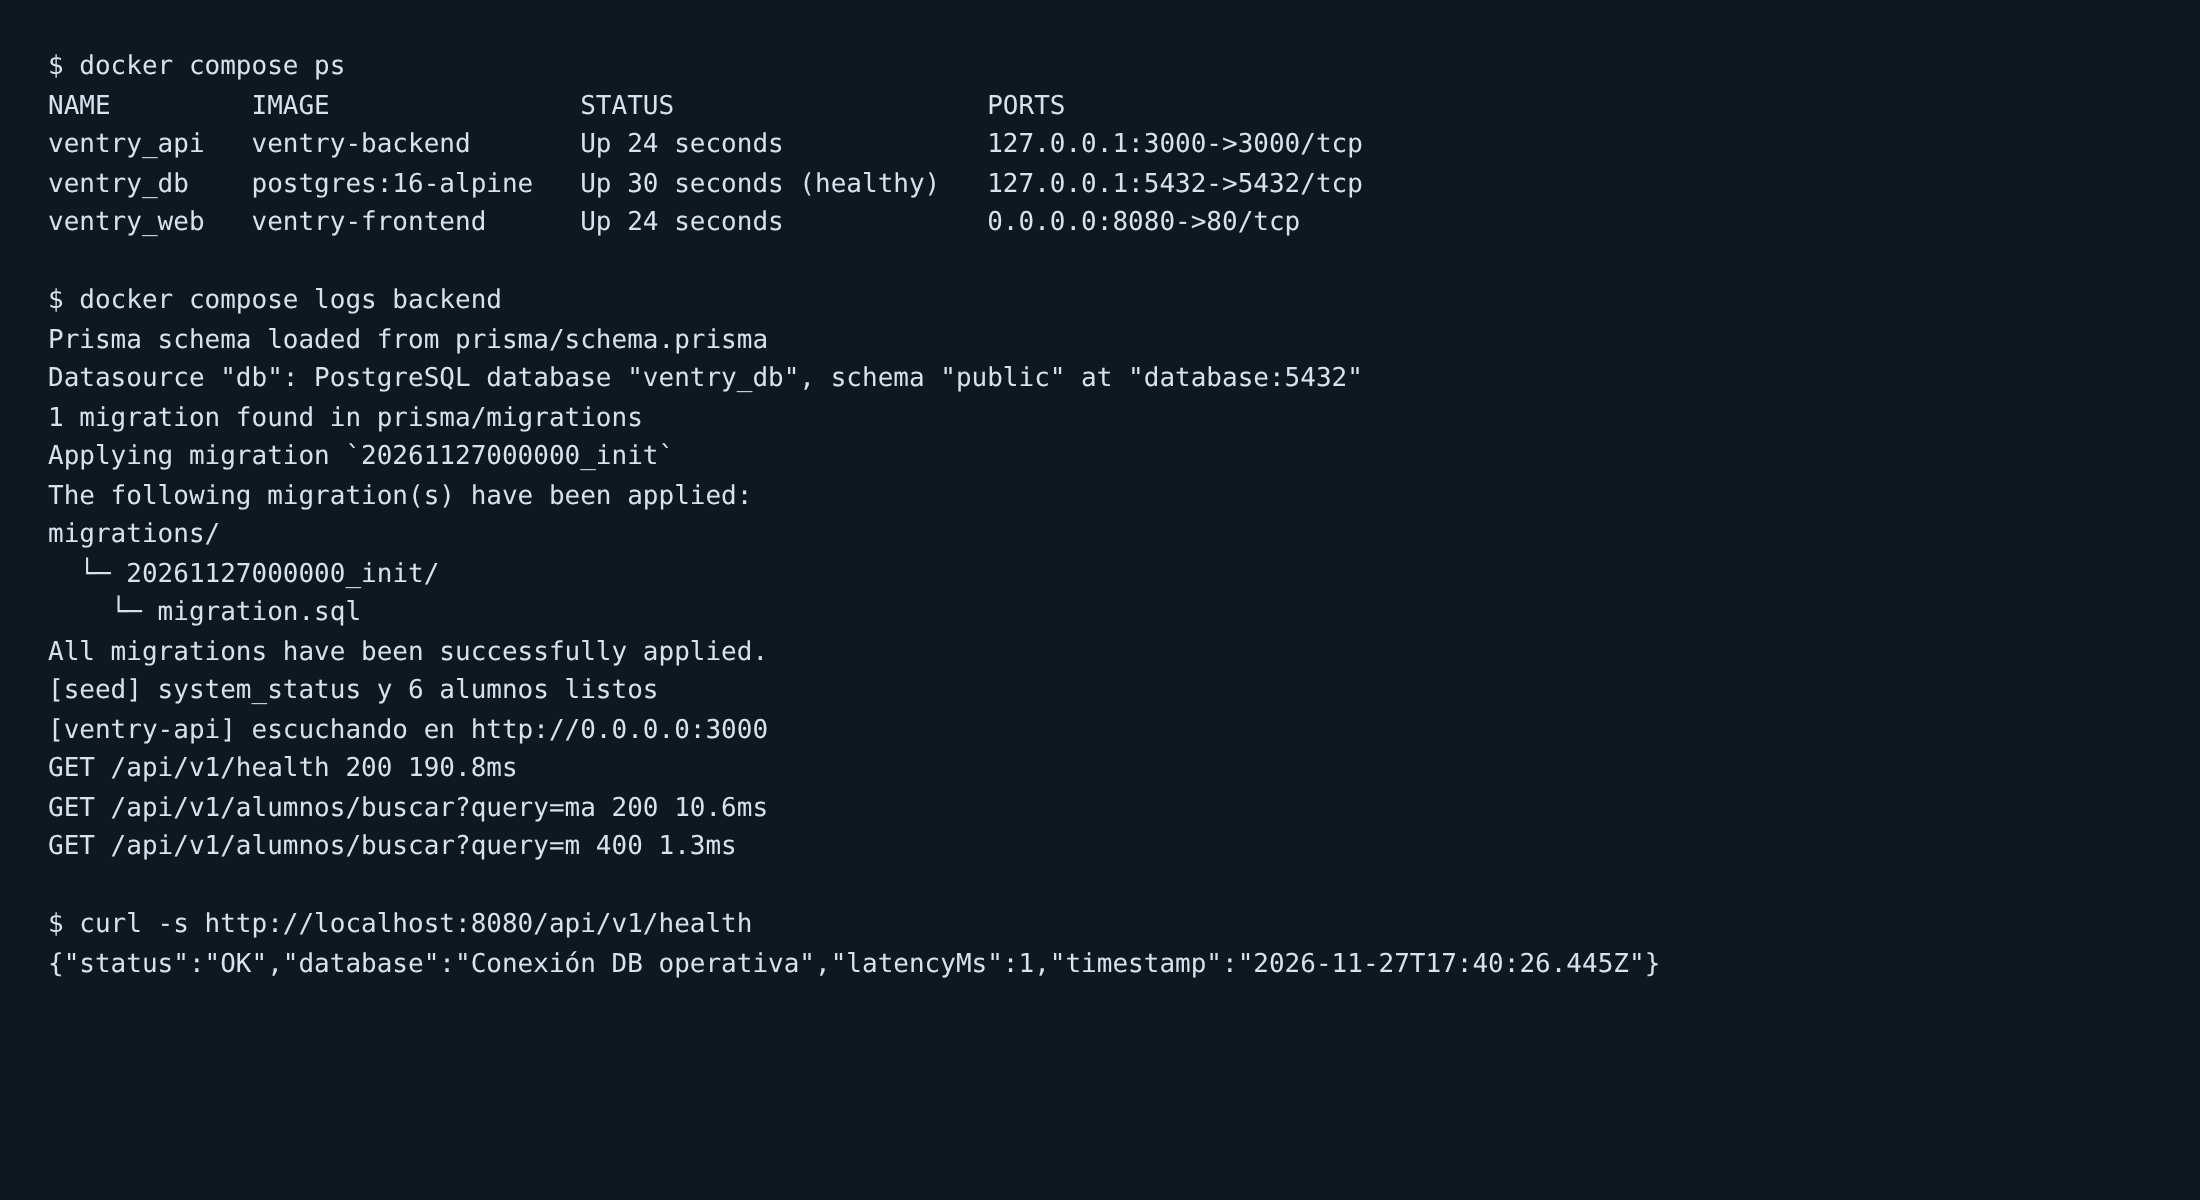 $ docker compose ps
NAME         IMAGE                STATUS                    PORTS
ventry_api   ventry-backend       Up 24 seconds             127.0.0.1:3000->3000/tcp
ventry_db    postgres:16-alpine   Up 30 seconds (healthy)   127.0.0.1:5432->5432/tcp
ventry_web   ventry-frontend      Up 24 seconds             0.0.0.0:8080->80/tcp
$ docker compose logs backend
Prisma schema loaded from prisma/schema.prisma
Datasource "db": PostgreSQL database "ventry_db", schema "public" at "database:5432"
1 migration found in prisma/migrations
Applying migration `20261127000000_init`
The following migration(s) have been applied:
migrations/
  └─ 20261127000000_init/
    └─ migration.sql
All migrations have been successfully applied.
[seed] system_status y 6 alumnos listos
[ventry-api] escuchando en http://0.0.0.0:3000
GET /api/v1/health 200 190.8ms
GET /api/v1/alumnos/buscar?query=ma 200 10.6ms
GET /api/v1/alumnos/buscar?query=m 400 1.3ms
$ curl -s http://localhost:8080/api/v1/health
{"status":"OK","database":"Conexión DB operativa","latencyMs":1,"timestamp":"2026-11-27T17:40:26.445Z"}